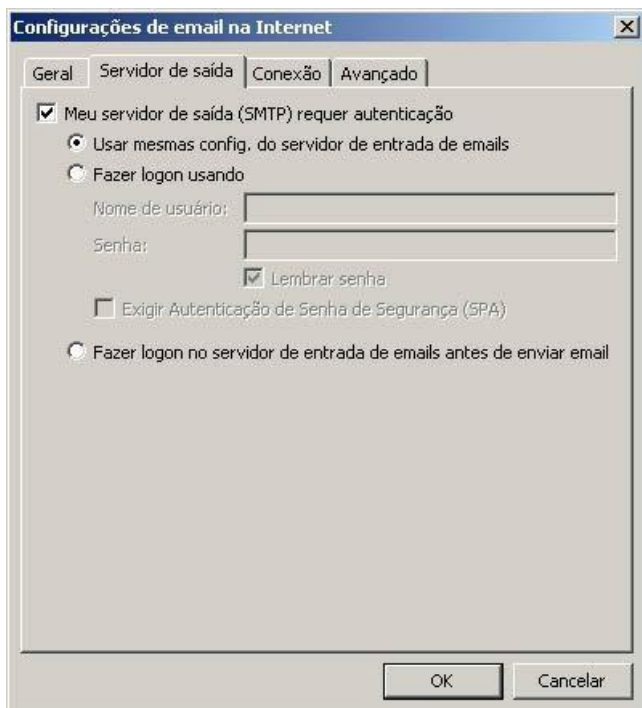 Configurações de email na Internet
Geral Servidor de saída Conexão Avançado
Meu servidor de saída (SMTP) requer autenticação
Usar mesmas config. do servidor de entrada de emails
Fazer logon usando
Nome de usuário:
Senha:
Lembrar senha
Exigir Autenticação de Senha de Segurança (SPA)
Fazer logon no servidor de entrada de emails antes de enviar email
OK Cancelar